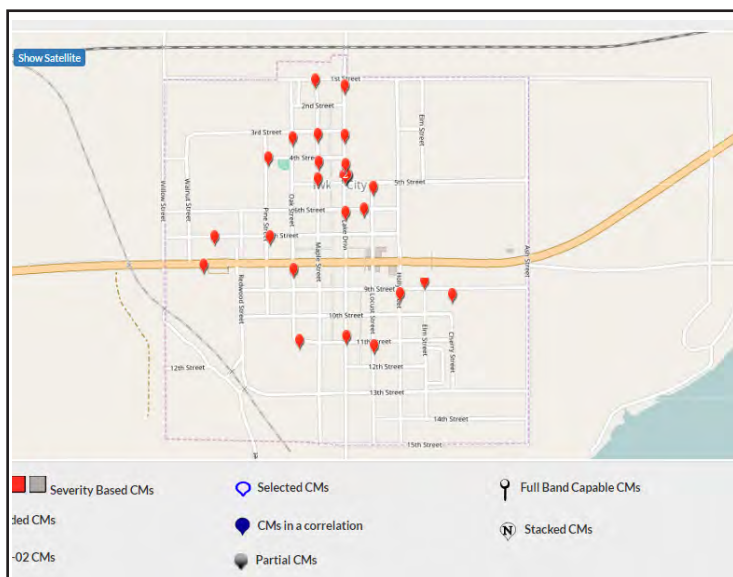 Show Satellite
1st Street
2nd Street
Elm Street
3rd Street
4th Street
5th Street
City
Willow Street
Walnut Street
Pine Street
Oak Street
6th Street
Maple Street
Lake Drive
Ash Street
Redwood Street
9th Street
Locust Street
10th Street
11th Street
Elm Street
Cherry Street
12th Street
12th Street
13th Street
14th Street
15th Street
Severity Based CMs
Selected CMs
Full Band Capable CMs
ded CMs
CMs in a correlation
N Stacked CMs
-02 CMs
Partial CMs